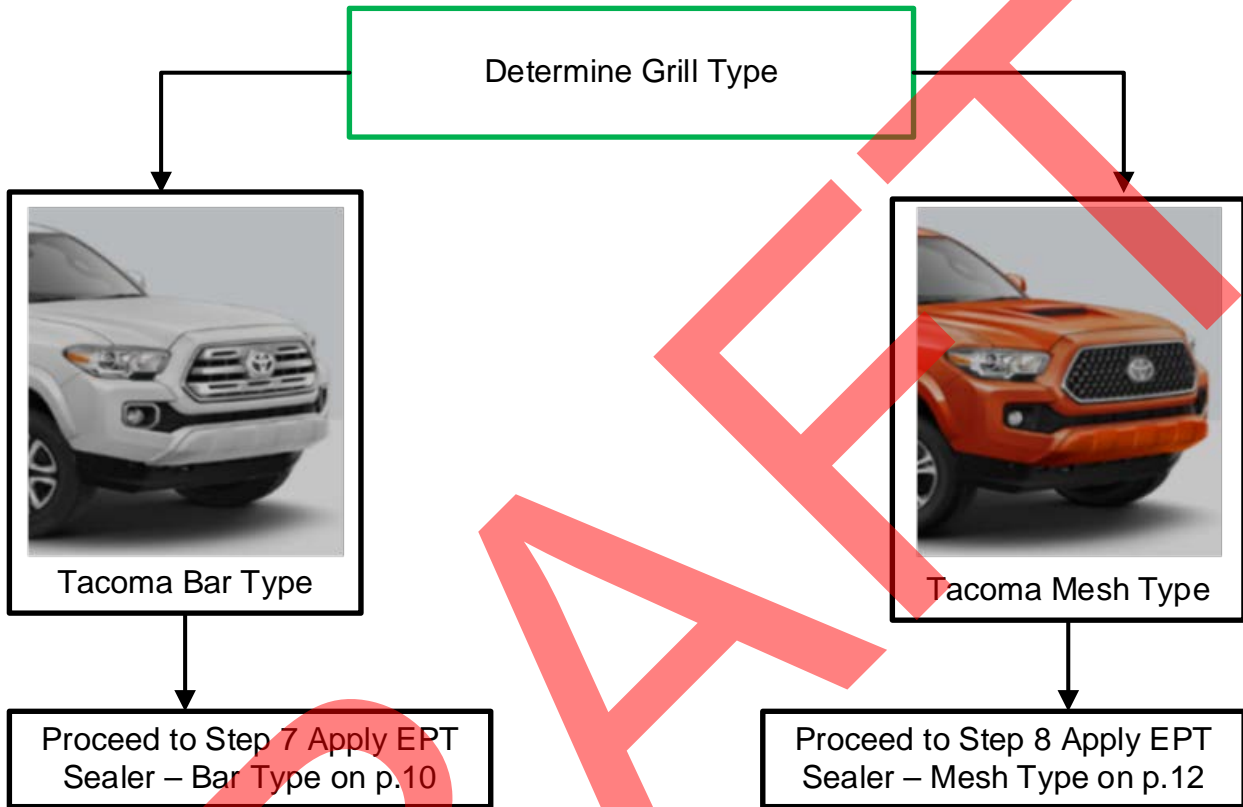 Determine Grill Type
Tacoma Bar Type
Tacoma Mesh Type
Proceed to Step 7 Apply EPT
Sealer – Bar Type on p.10
Proceed to Step 8 Apply EPT
Sealer – Mesh Type on p.12
DRAFT